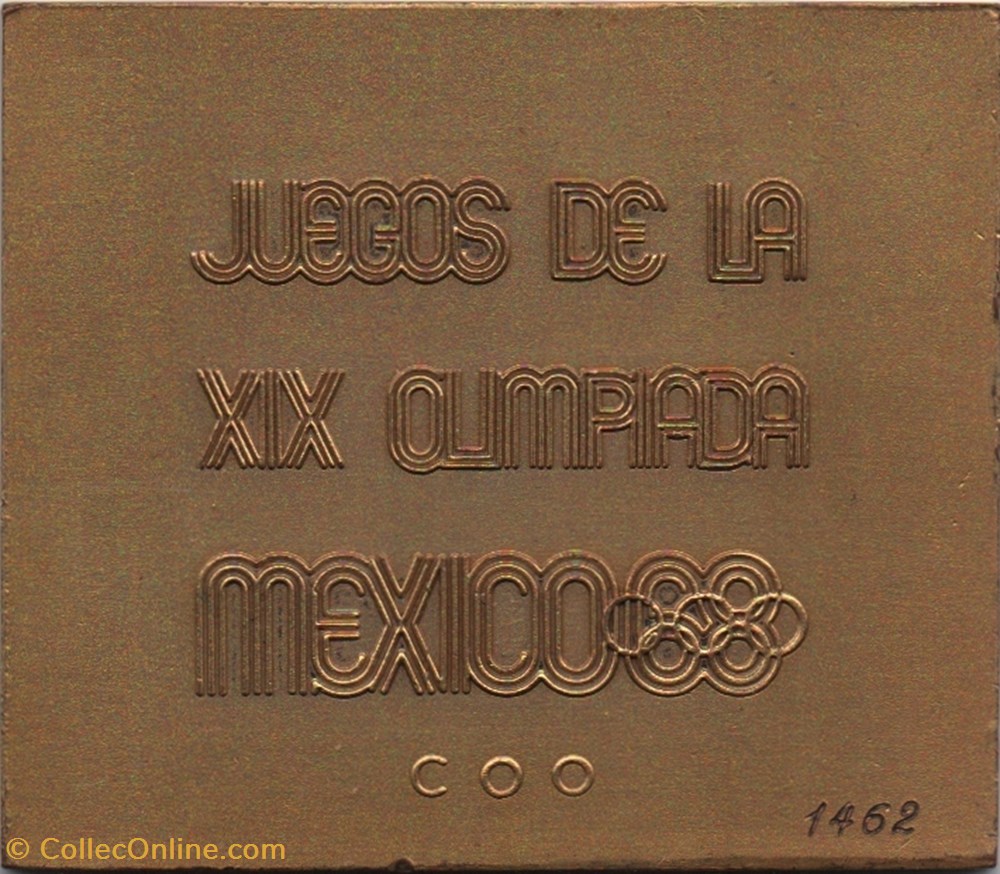 JUEGOS DE LA
XIX OLIMPIADA
MEXICO68
COO
1462
© CollecOnline.com